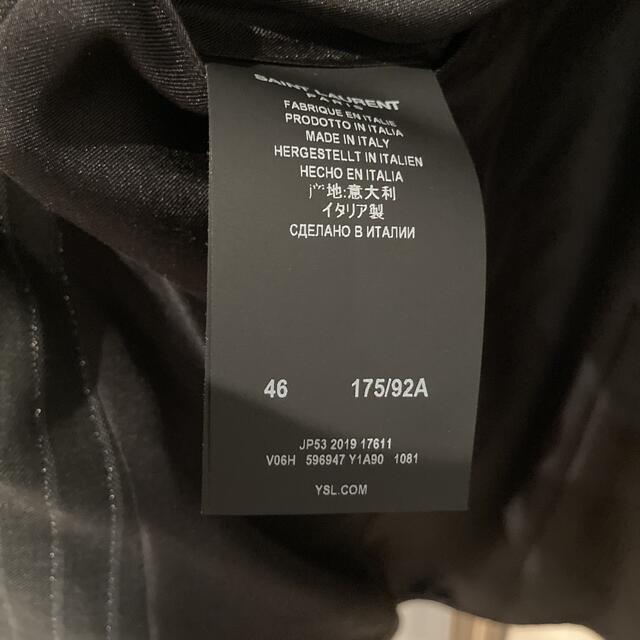 SAINT LAURENT
PARIS
FABRIQUE EN ITALIE
PRODOTTO IN ITALIA
MADE IN ITALY
HERGESTELLT IN ITALIEN
HECHO EN ITALIA
产地:意大利
イタリア製
СДЕЛАНО В ИТАЛИИ
46 175/92A
JP53 2019 17611
V06H 596947 Y1A90 1081
YSL.COM